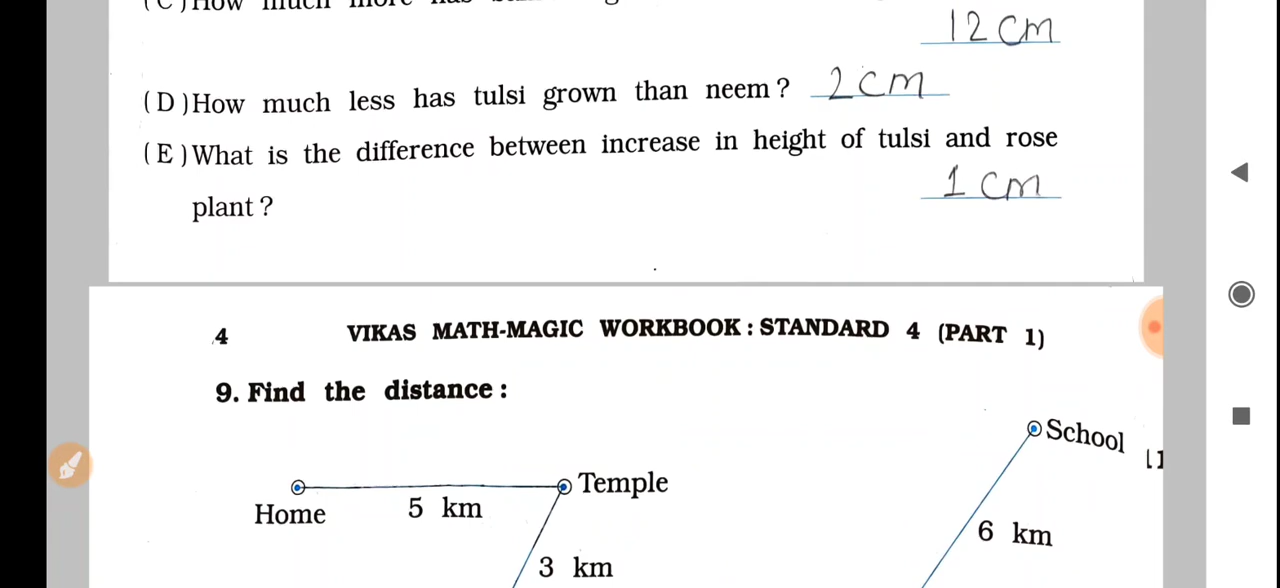 12 cm
(D)How much less has tulsi grown than neem? 2 cm
(E)What is the difference between increase in height of tulsi and rose
plant? 1 cm
4 VIKAS MATH-MAGIC WORKBOOK : STANDARD 4 (PART 1)
9. Find the distance :
School
Home 5 km Temple
6 km
3 km